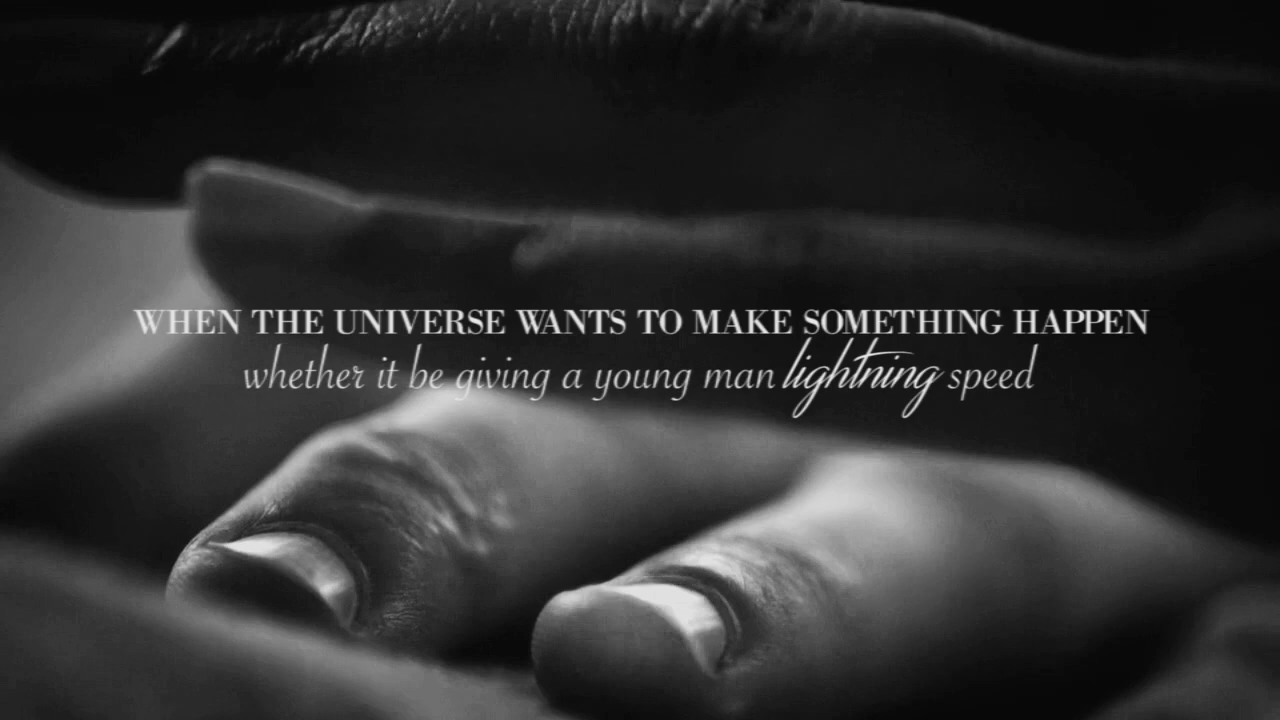 WHEN THE UNIVERSE WANTS TO MAKE SOMETHING HAPPEN
whether it be giving a young man lightning speed